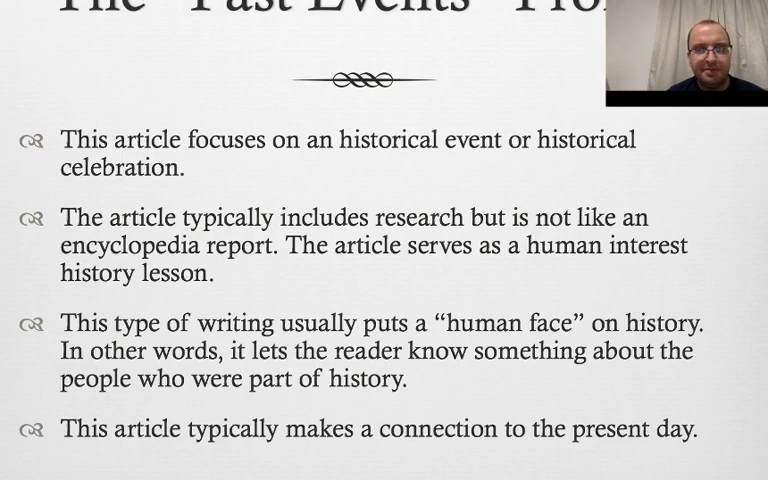 The "Past Events"
This article focuses on an historical event or historical
celebration.
The article typically includes research but is not like an
encyclopedia report. The article serves as a human interest
history lesson.
This type of writing usually puts a “human face” on history.
In other words, it lets the reader know something about the
people who were part of history.
This article typically makes a connection to the present day.